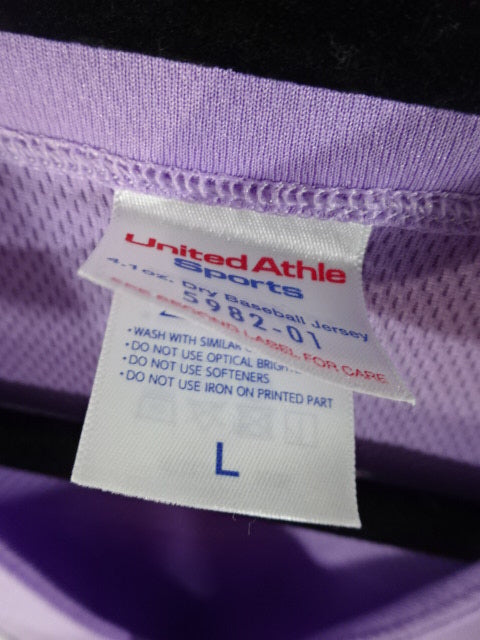 United Athle
Sports
4.1oz. Dry Baseball Jersey
5982-01
SEE SECOND LABEL FOR CARE
•WASH WITH SIMILAR
•DO NOT USE OPTICAL
•DO NOT USE SOFTENERS
•DO NOT USE IRON ON PRINTED PART
L